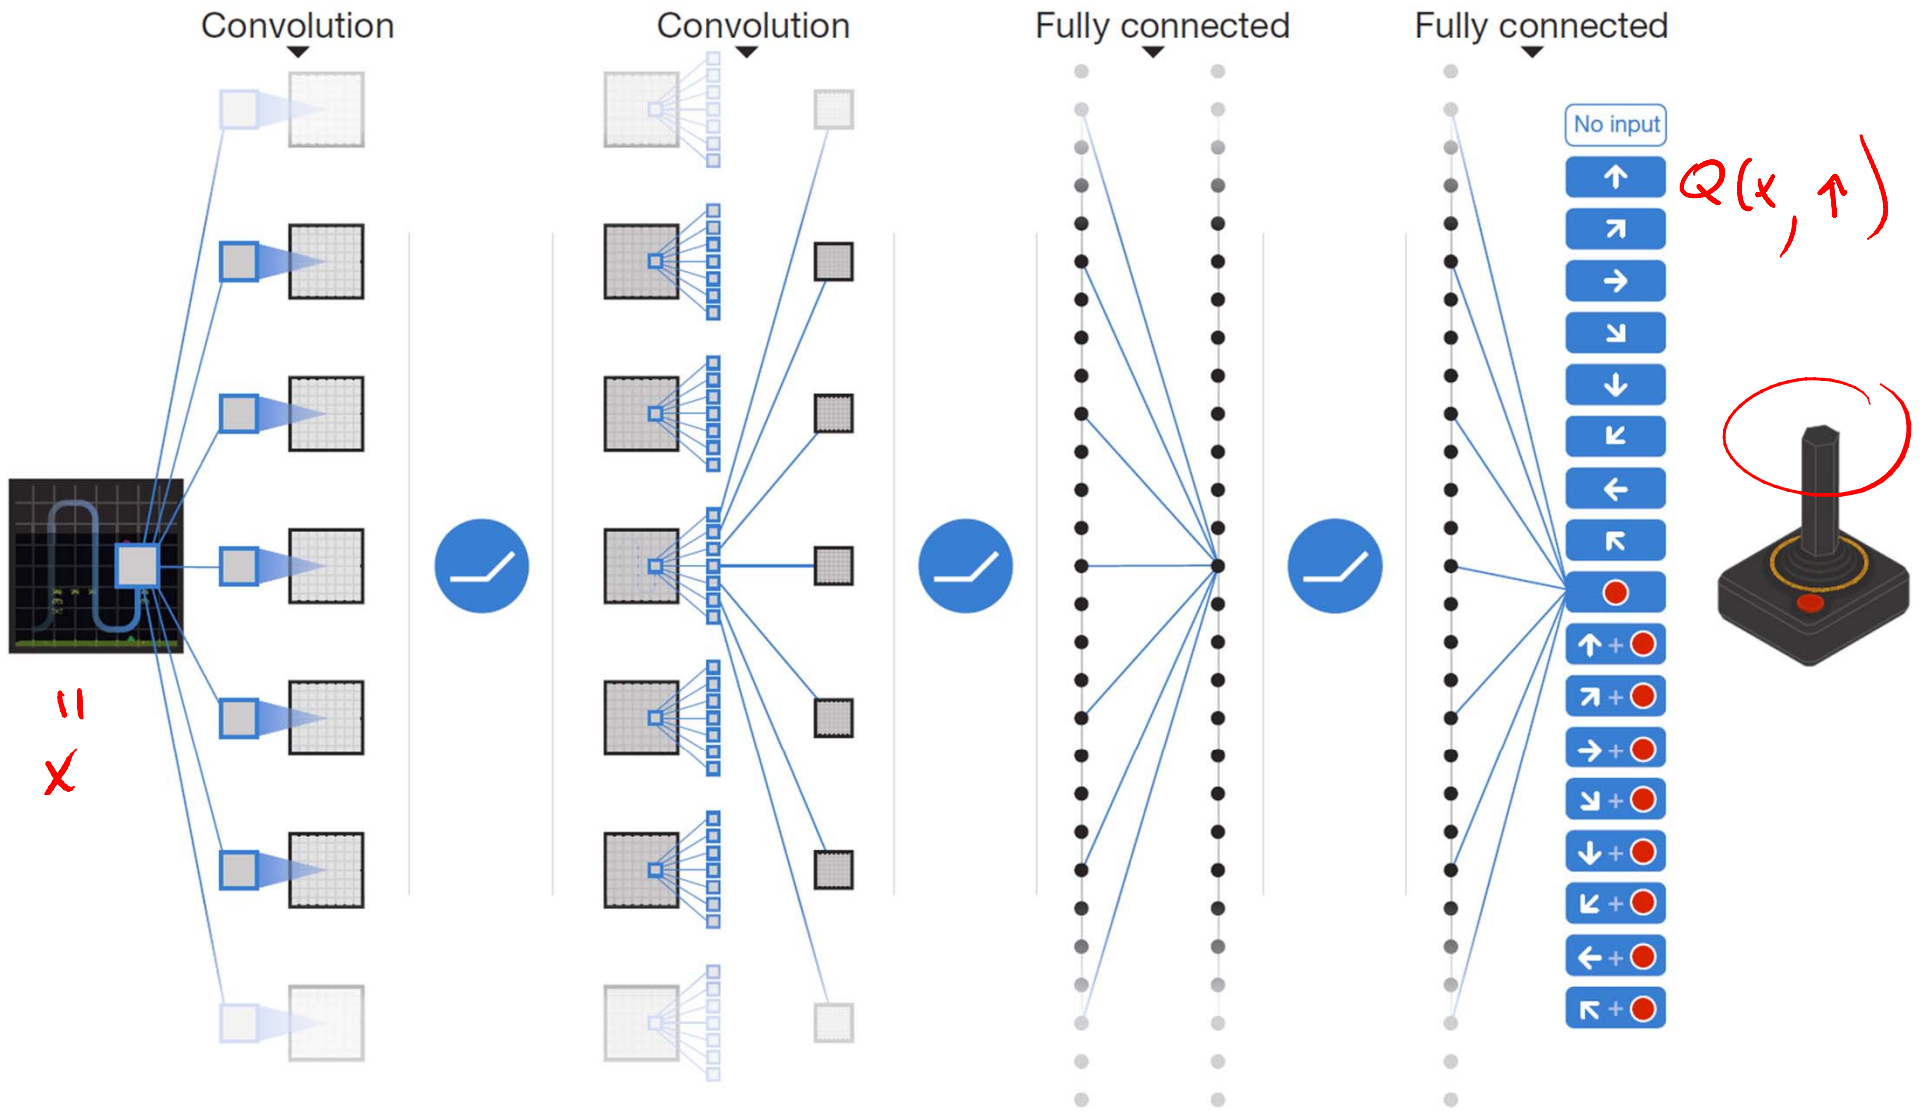 Convolution
Convolution
Fully connected
Fully connected
No input
Q(x, ↑)
↑
↗
→
↘
↓
↙
←
↖
↑ +
↗ +
→ +
↘ +
↓ +
↙ +
← +
↖ +
=
x